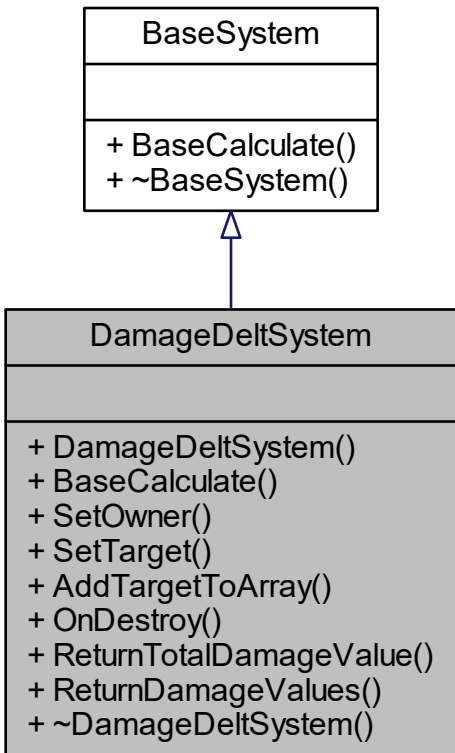 BaseSystem
+ BaseCalculate()
+ ~BaseSystem()
DamageDeltSystem
+ DamageDeltSystem()
+ BaseCalculate()
+ SetOwner()
+ SetTarget()
+ AddTargetToArray()
+ OnDestroy()
+ ReturnTotalDamageValue()
+ ReturnDamageValues()
+ ~DamageDeltSystem()